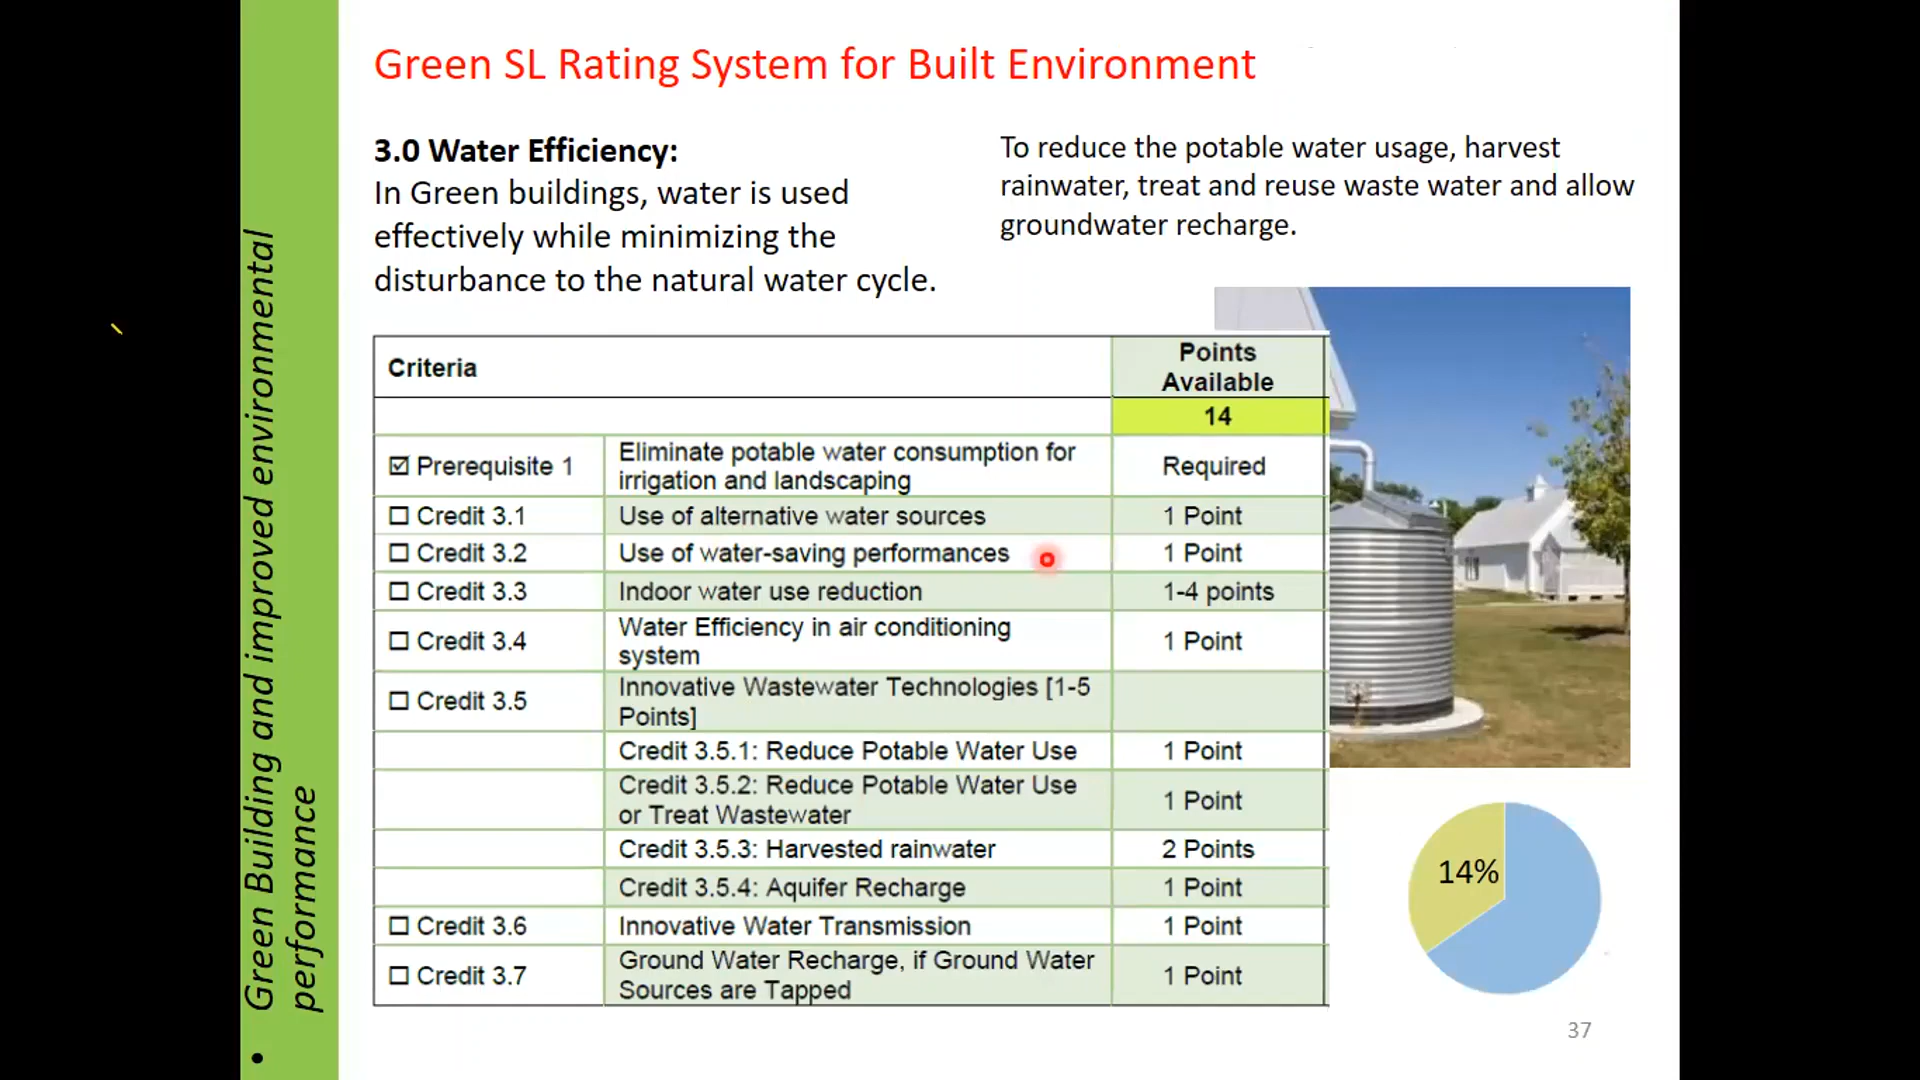 Green SL Rating System for Built Environment
3.0 Water Efficiency:
In Green buildings, water is used
effectively while minimizing the
disturbance to the natural water cycle.
To reduce the potable water usage, harvest
rainwater, treat and reuse waste water and allow
groundwater recharge.
Criteria
Points
Available
14
☑ Prerequisite 1
Eliminate potable water consumption for
irrigation and landscaping
Required
☐ Credit 3.1
Use of alternative water sources
1 Point
☐ Credit 3.2
Use of water-saving performances
1 Point
☐ Credit 3.3
Indoor water use reduction
1-4 points
☐ Credit 3.4
Water Efficiency in air conditioning
system
1 Point
☐ Credit 3.5
Innovative Wastewater Technologies [1-5
Points]
Credit 3.5.1: Reduce Potable Water Use
1 Point
Credit 3.5.2: Reduce Potable Water Use
or Treat Wastewater
1 Point
Credit 3.5.3: Harvested rainwater
2 Points
Credit 3.5.4: Aquifer Recharge
1 Point
☐ Credit 3.6
Innovative Water Transmission
1 Point
☐ Credit 3.7
Ground Water Recharge, if Ground Water
Sources are Tapped
1 Point
14%
37
• Green Building and improved environmental
performance